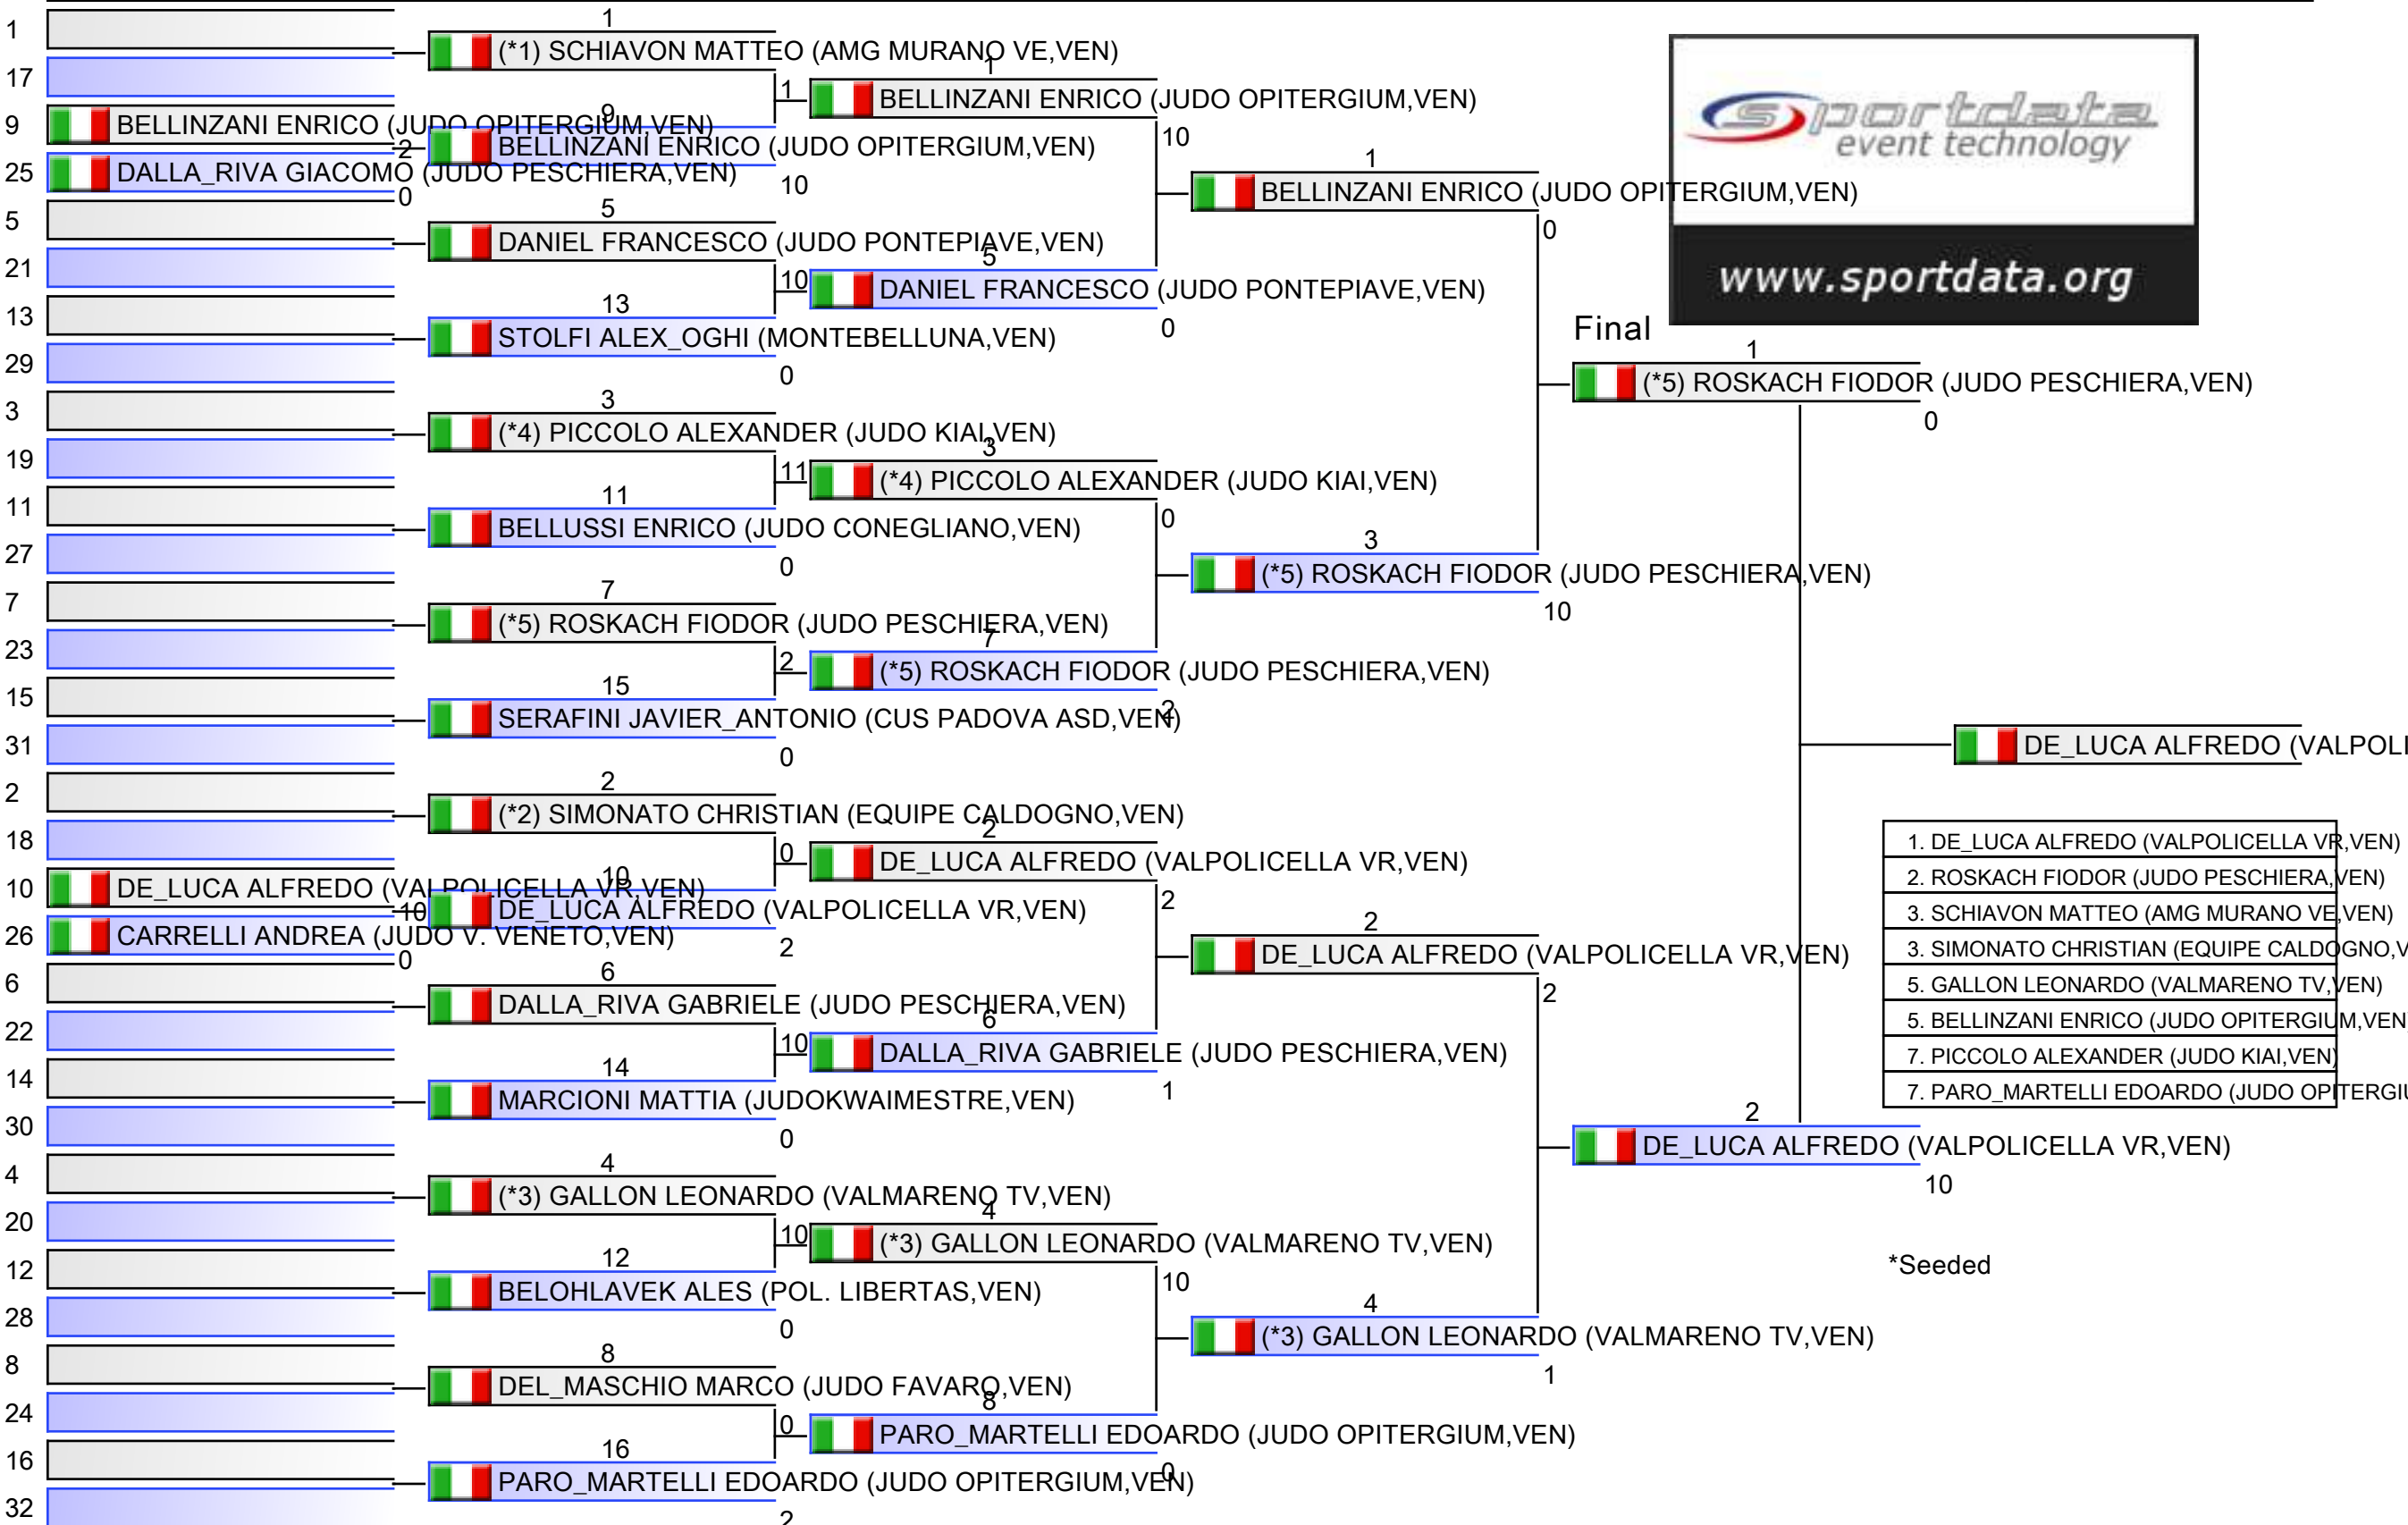 1
17
9 BELLINZANI ENRICO (JUDO OPITERGIUM,VEN)
2
25 DALLA_RIVA GIACOMO (JUDO PESCHIERA,VEN)
0
5
21
13
29
3
19
11
27
7
23
15
31
2
18
10 DE_LUCA ALFREDO (VALPOLICELLA VR,VEN)
10
26 CARRELLI ANDREA (JUDO V. VENETO,VEN)
0
6
22
14
30
4
20
12
28
8
24
16
32
1
(*1) SCHIAVON MATTEO (AMG MURANO VE,VEN)
1
9
BELLINZANI ENRICO (JUDO OPITERGIUM,VEN)
10
5
DANIEL FRANCESCO (JUDO PONTEPIAVE,VEN)
10
13
STOLFI ALEX_OGHI (MONTEBELLUNA,VEN)
0
3
(*4) PICCOLO ALEXANDER (JUDO KIAI,VEN)
11
11
BELLUSSI ENRICO (JUDO CONEGLIANO,VEN)
0
7
(*5) ROSKACH FIODOR (JUDO PESCHIERA,VEN)
2
15
SERAFINI JAVIER_ANTONIO (CUS PADOVA ASD,VEN)
0
2
(*2) SIMONATO CHRISTIAN (EQUIPE CALDOGNO,VEN)
0
10
DE_LUCA ALFREDO (VALPOLICELLA VR,VEN)
2
6
DALLA_RIVA GABRIELE (JUDO PESCHIERA,VEN)
10
14
MARCIONI MATTIA (JUDOKWAIMESTRE,VEN)
0
4
(*3) GALLON LEONARDO (VALMARENO TV,VEN)
10
12
BELOHLAVEK ALES (POL. LIBERTAS,VEN)
0
8
DEL_MASCHIO MARCO (JUDO FAVARO,VEN)
0
16
PARO_MARTELLI EDOARDO (JUDO OPITERGIUM,VEN)
2
1
BELLINZANI ENRICO (JUDO OPITERGIUM,VEN)
10
5
DANIEL FRANCESCO (JUDO PONTEPIAVE,VEN)
0
3
(*4) PICCOLO ALEXANDER (JUDO KIAI,VEN)
0
7
(*5) ROSKACH FIODOR (JUDO PESCHIERA,VEN)
2
2
DE_LUCA ALFREDO (VALPOLICELLA VR,VEN)
2
6
DALLA_RIVA GABRIELE (JUDO PESCHIERA,VEN)
1
4
(*3) GALLON LEONARDO (VALMARENO TV,VEN)
10
8
PARO_MARTELLI EDOARDO (JUDO OPITERGIUM,VEN)
0
1
BELLINZANI ENRICO (JUDO OPITERGIUM,VEN)
0
3
(*5) ROSKACH FIODOR (JUDO PESCHIERA,VEN)
10
2
DE_LUCA ALFREDO (VALPOLICELLA VR,VEN)
2
4
(*3) GALLON LEONARDO (VALMARENO TV,VEN)
1
sportdata
event technology
www.sportdata.org
Final
1
(*5) ROSKACH FIODOR (JUDO PESCHIERA,VEN)
0
2
DE_LUCA ALFREDO (VALPOLICELLA VR,VEN)
10
DE_LUCA ALFREDO (VALPOLI
1. DE_LUCA ALFREDO (VALPOLICELLA VR,VEN)
2. ROSKACH FIODOR (JUDO PESCHIERA,VEN)
3. SCHIAVON MATTEO (AMG MURANO VE,VEN)
3. SIMONATO CHRISTIAN (EQUIPE CALDOGNO,V
5. GALLON LEONARDO (VALMARENO TV,VEN)
5. BELLINZANI ENRICO (JUDO OPITERGIUM,VEN
7. PICCOLO ALEXANDER (JUDO KIAI,VEN)
7. PARO_MARTELLI EDOARDO (JUDO OPITERGIU
*Seeded